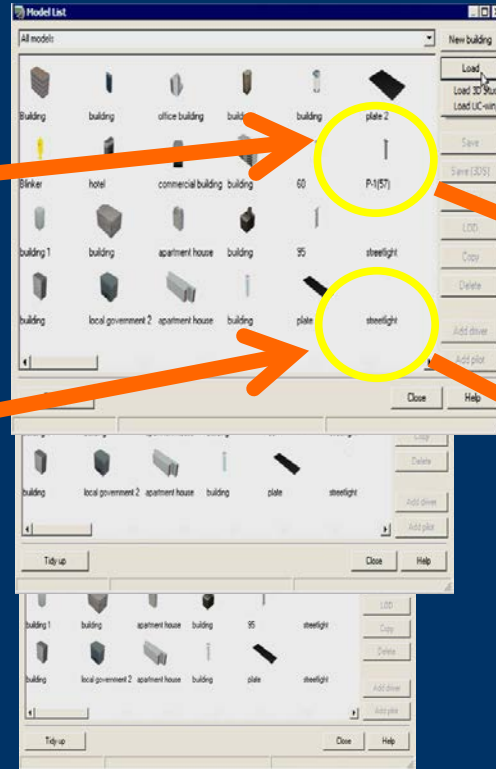 Model List
All models
New building
Load
Load 3D Stud
Load UC-win
Building building office building building building plate 2
Save
Save (3DS)
Blinker hotel commercial building building 60 P-1(57)
LOD
Copy
building 1 building apartment house building 95 streetlight
Delete
building local government 2 apartment house building plate streetlight
Add driver
Add pilot
Close Help
Copy
Delete
building local government 2 apartment house building plate streetlight
Add driver
Add pilot
Tidy up Close Help
LOD
building 1 building apartment house building 95 streetlight
Copy
Delete
building local government 2 apartment house building plate streetlight
Add driver
Add pilot
Tidy up Close Help